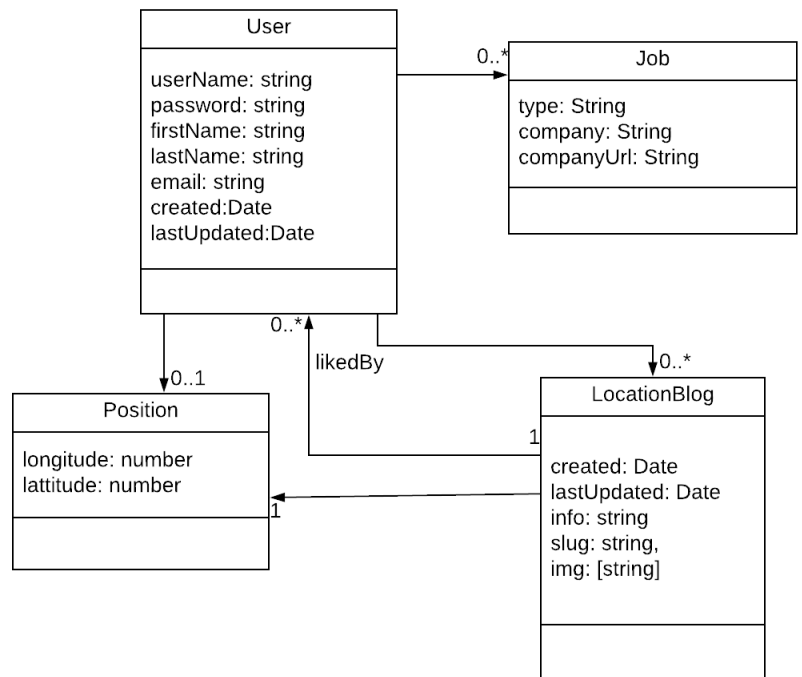 User
userName: string
password: string
firstName: string
lastName: string
email: string
created:Date
lastUpdated:Date
0..*
Job
type: String
company: String
companyUrl: String
0..*
likedBy
0..1
0..*
Position
longitude: number
lattitude: number
1
1
LocationBlog
created: Date
lastUpdated: Date
info: string
slug: string,
img: [string]